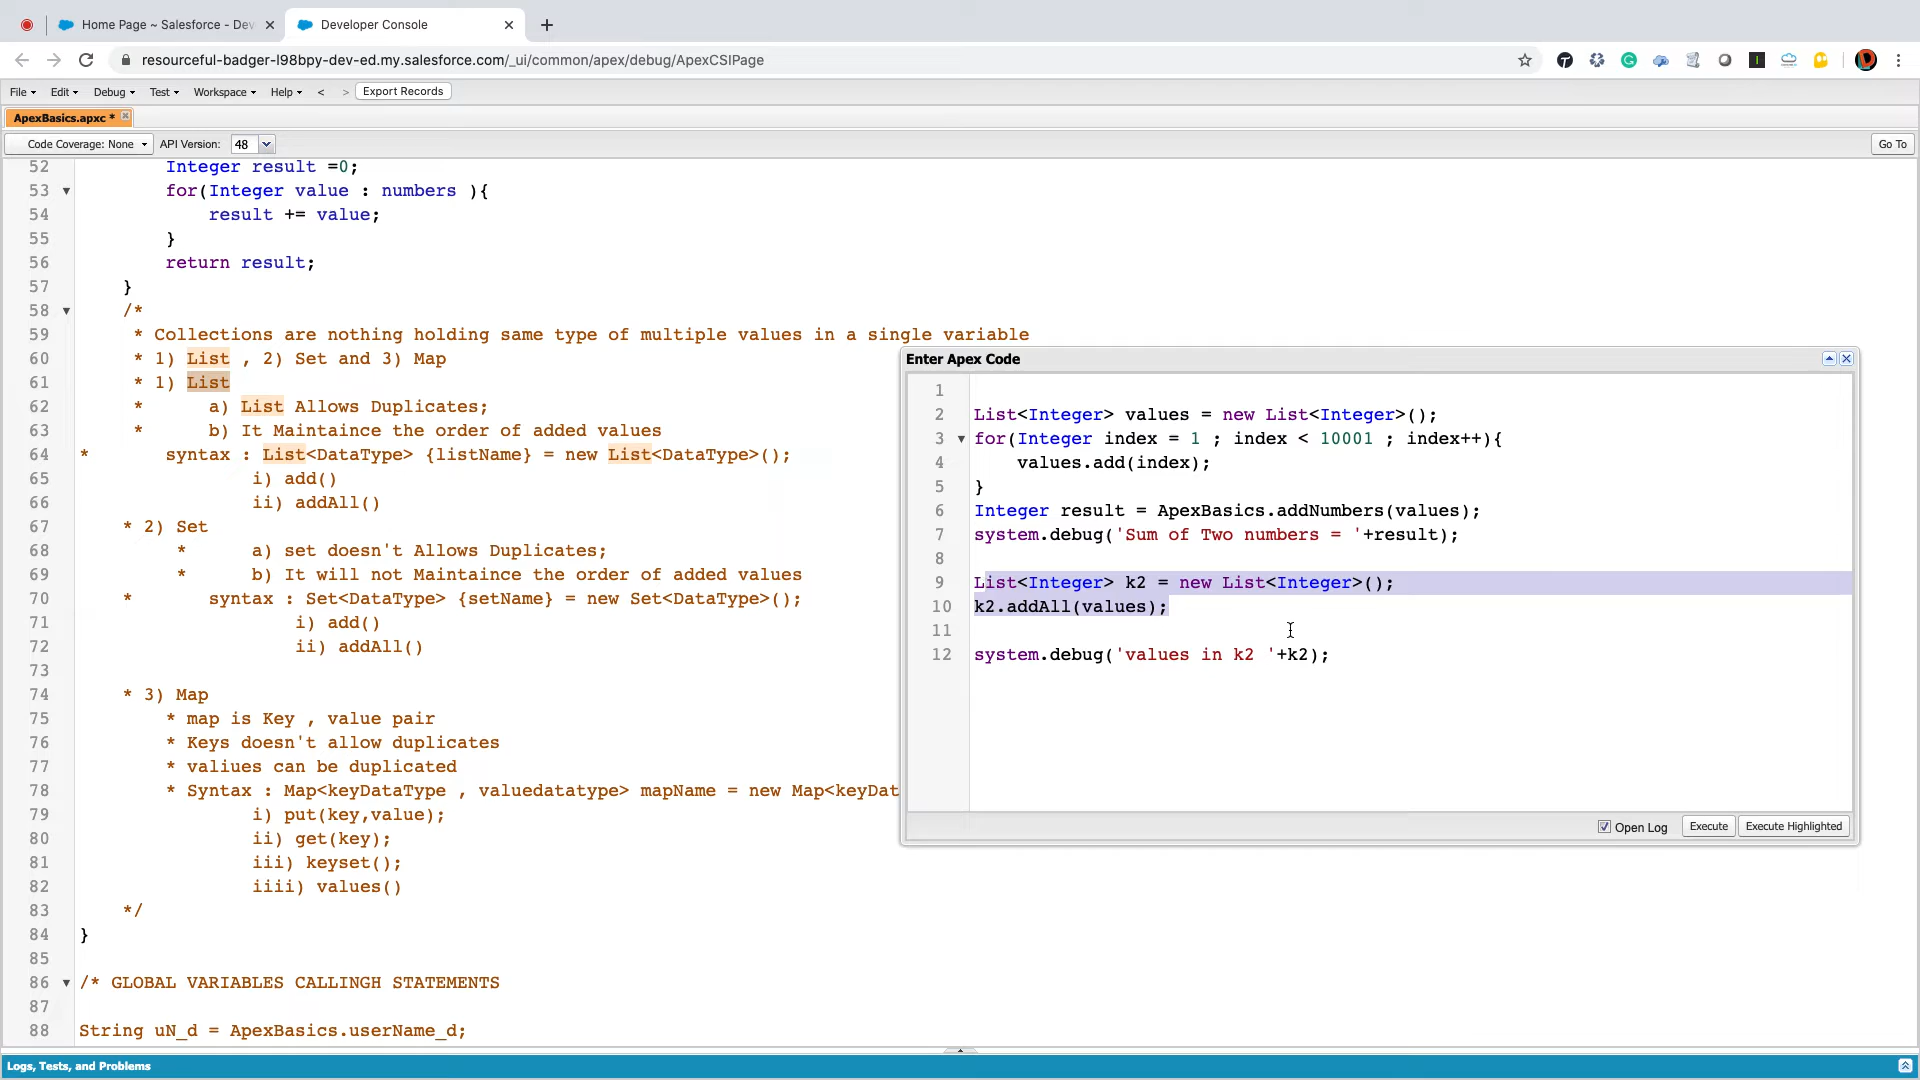 Home Page ~ Salesforce - Dev
Developer Console
resourceful-badger-l98bpy-dev-ed.my.salesforce.com/_ui/common/apex/debug/ApexCSIPage
File Edit Debug Test Workspace Help < > Export Records
ApexBasics.apxc *
Code Coverage: None API Version: 48 Go To
52 Integer result =0;
53 for(Integer value : numbers ){
54 result += value;
55 }
56 return result;
57 }
58 /*
59 * Collections are nothing holding same type of multiple values in a single variable
60 * 1) List , 2) Set and 3) Map
61 * 1) List
62 * a) List Allows Duplicates;
63 * b) It Maintaince the order of added values
64 * syntax : List<DataType> {listName} = new List<DataType>();
65 i) add()
66 ii) addAll()
67 * 2) Set
68 * a) set doesn't Allows Duplicates;
69 * b) It will not Maintaince the order of added values
70 * syntax : Set<DataType> {setName} = new Set<DataType>();
71 i) add()
72 ii) addAll()
73
74 * 3) Map
75 * map is Key , value pair
76 * Keys doesn't allow duplicates
77 * valiues can be duplicated
78 * Syntax : Map<keyDataType , valuedatatype> mapName = new Map<keyDat
79 i) put(key,value);
80 ii) get(key);
81 iii) keyset();
82 iiii) values()
83 */
84 }
85
86 /* GLOBAL VARIABLES CALLINGH STATEMENTS
87
88 String uN_d = ApexBasics.userName_d;
Enter Apex Code
1
2 List<Integer> values = new List<Integer>();
3 for(Integer index = 1 ; index < 10001 ; index++){
4 values.add(index);
5 }
6 Integer result = ApexBasics.addNumbers(values);
7 system.debug('Sum of Two numbers = '+result);
8
9 List<Integer> k2 = new List<Integer>();
10 k2.addAll(values);
11
12 system.debug('values in k2 '+k2);
Open Log Execute Execute Highlighted
Logs, Tests, and Problems